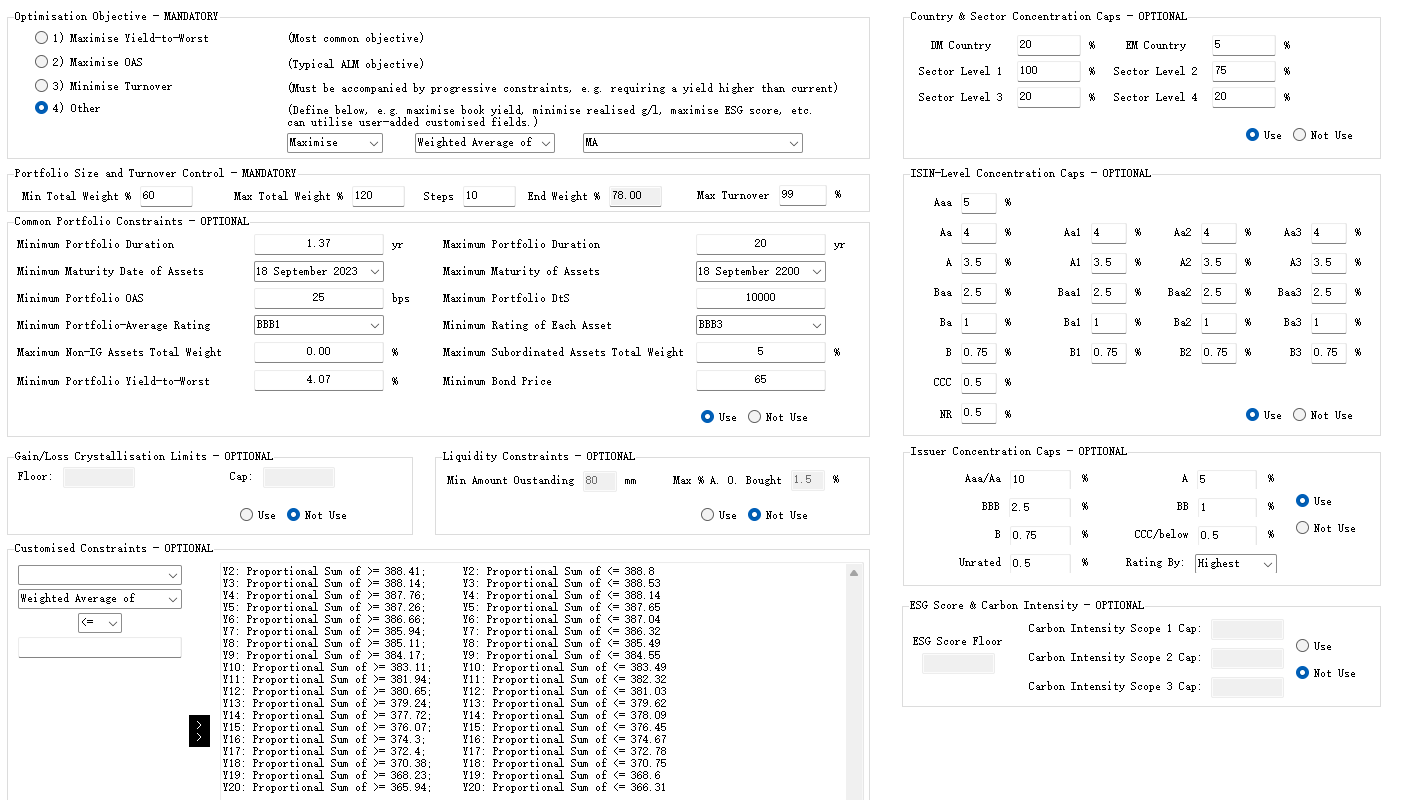 Optimisation Objective - MANDATORY
1) Maximise Yield-to-Worst (Most common objective)
2) Maximise OAS (Typical ALM objective)
3) Minimise Turnover (Must be accompanied by progressive constraints, e.g. requiring a yield higher than current)
4) Other (Define below, e.g. maximise book yield, minimise realised g/l, maximise ESG score, etc.
can utilise user-added customised fields.)
Maximise Weighted Average of MA
Portfolio Size and Turnover Control - MANDATORY
Min Total Weight % 60 Max Total Weight % 120 Steps 10 End Weight % 78.00 Max Turnover 99 %
Common Portfolio Constraints - OPTIONAL
Minimum Portfolio Duration 1.37 yr Maximum Portfolio Duration 20 yr
Minimum Maturity Date of Assets 18 September 2023 Maximum Maturity of Assets 18 September 2200
Minimum Portfolio OAS 25 bps Maximum Portfolio DtS 10000
Minimum Portfolio-Average Rating BBB1 Minimum Rating of Each Asset BBB3
Maximum Non-IG Assets Total Weight 0.00 % Maximum Subordinated Assets Total Weight 5 %
Minimum Portfolio Yield-to-Worst 4.07 % Minimum Bond Price 65
Use Not Use
Gain/Loss Crystallisation Limits - OPTIONAL
Floor: Cap:
Use Not Use
Liquidity Constraints - OPTIONAL
Min Amount Oustanding 80 mm Max % A. O. Bought 1.5 %
Use Not Use
Customised Constraints - OPTIONAL
Weighted Average of
<=
Y2: Proportional Sum of >= 388.41; Y2: Proportional Sum of <= 388.8
Y3: Proportional Sum of >= 388.14; Y3: Proportional Sum of <= 388.53
Y4: Proportional Sum of >= 387.76; Y4: Proportional Sum of <= 388.14
Y5: Proportional Sum of >= 387.26; Y5: Proportional Sum of <= 387.65
Y6: Proportional Sum of >= 386.66; Y6: Proportional Sum of <= 387.04
Y7: Proportional Sum of >= 385.94; Y7: Proportional Sum of <= 386.32
Y8: Proportional Sum of >= 385.11; Y8: Proportional Sum of <= 385.49
Y9: Proportional Sum of >= 384.17; Y9: Proportional Sum of <= 384.55
Y10: Proportional Sum of >= 383.11; Y10: Proportional Sum of <= 383.49
Y11: Proportional Sum of >= 381.94; Y11: Proportional Sum of <= 382.32
Y12: Proportional Sum of >= 380.65; Y12: Proportional Sum of <= 381.03
Y13: Proportional Sum of >= 379.24; Y13: Proportional Sum of <= 379.62
Y14: Proportional Sum of >= 377.72; Y14: Proportional Sum of <= 378.09
Y15: Proportional Sum of >= 376.07; Y15: Proportional Sum of <= 376.45
Y16: Proportional Sum of >= 374.3; Y16: Proportional Sum of <= 374.67
Y17: Proportional Sum of >= 372.4; Y17: Proportional Sum of <= 372.78
Y18: Proportional Sum of >= 370.38; Y18: Proportional Sum of <= 370.75
Y19: Proportional Sum of >= 368.23; Y19: Proportional Sum of <= 368.6
Y20: Proportional Sum of >= 365.94; Y20: Proportional Sum of <= 366.31
>
>
Country & Sector Concentration Caps - OPTIONAL
DM Country 20 % EM Country 5 %
Sector Level 1 100 % Sector Level 2 75 %
Sector Level 3 20 % Sector Level 4 20 %
Use Not Use
ISIN-Level Concentration Caps - OPTIONAL
Aaa 5 %
Aa 4 % Aa1 4 % Aa2 4 % Aa3 4 %
A 3.5 % A1 3.5 % A2 3.5 % A3 3.5 %
Baa 2.5 % Baa1 2.5 % Baa2 2.5 % Baa3 2.5 %
Ba 1 % Ba1 1 % Ba2 1 % Ba3 1 %
B 0.75 % B1 0.75 % B2 0.75 % B3 0.75 %
CCC 0.5 %
NR 0.5 % Use Not Use
Issuer Concentration Caps - OPTIONAL
Aaa/Aa 10 % A 5 %
BBB 2.5 % BB 1 %
B 0.75 % CCC/below 0.5 %
Unrated 0.5 % Rating By: Highest
Use
Not Use
ESG Score & Carbon Intensity - OPTIONAL
ESG Score Floor
Carbon Intensity Scope 1 Cap:
Carbon Intensity Scope 2 Cap:
Carbon Intensity Scope 3 Cap:
Use
Not Use